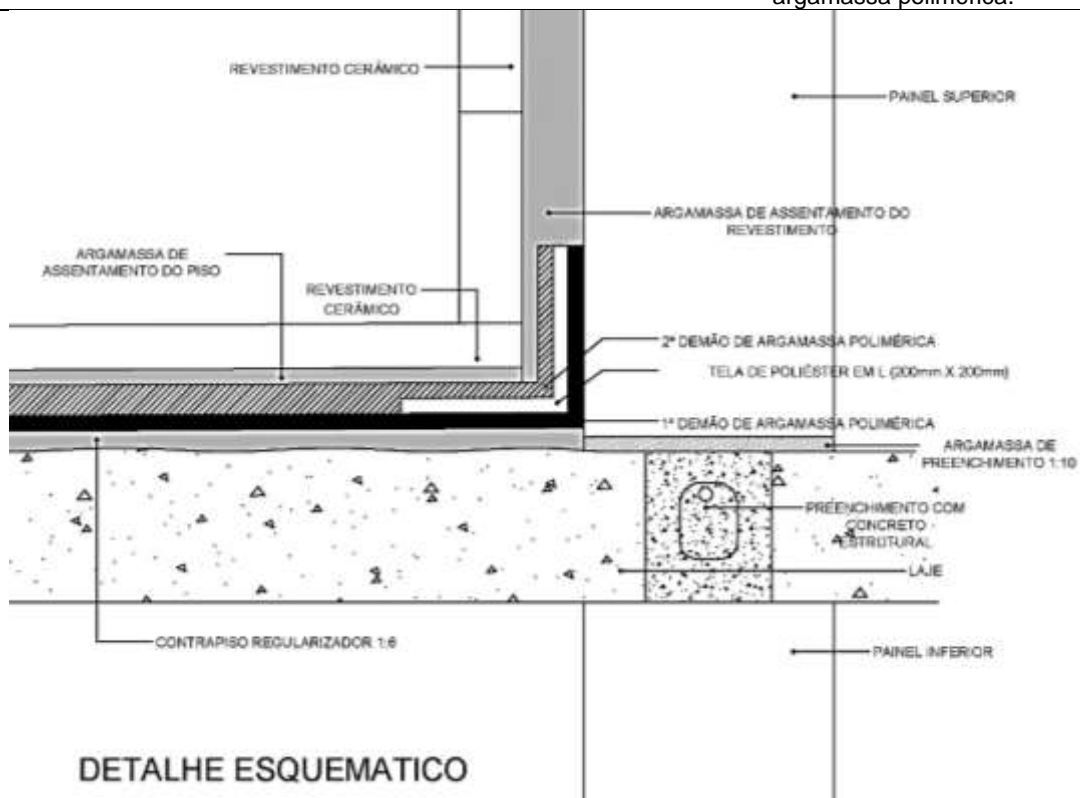 argamassa polimérica.
REVESTIMENTO CERÂMICO
PAINEL SUPERIOR
ARGAMASSA DE ASSENTAMENTO DO
REVESTIMENTO
ARGAMASSA DE
ASSENTAMENTO DO PISO
REVESTIMENTO
CERÂMICO
2ª DEMÃO DE ARGAMASSA POLIMÉRICA
TELA DE POLIÉSTER EM L (200mm X 200mm)
1ª DEMÃO DE ARGAMASSA POLIMÉRICA
ARGAMASSA DE
PREENCHIMENTO 1:10
PREENCHIMENTO COM
CONCRETO
ESTRUTURAL
LAJE
CONTRAPISO REGULARIZADOR 1:6
PAINEL INFERIOR
DETALHE ESQUEMATICO